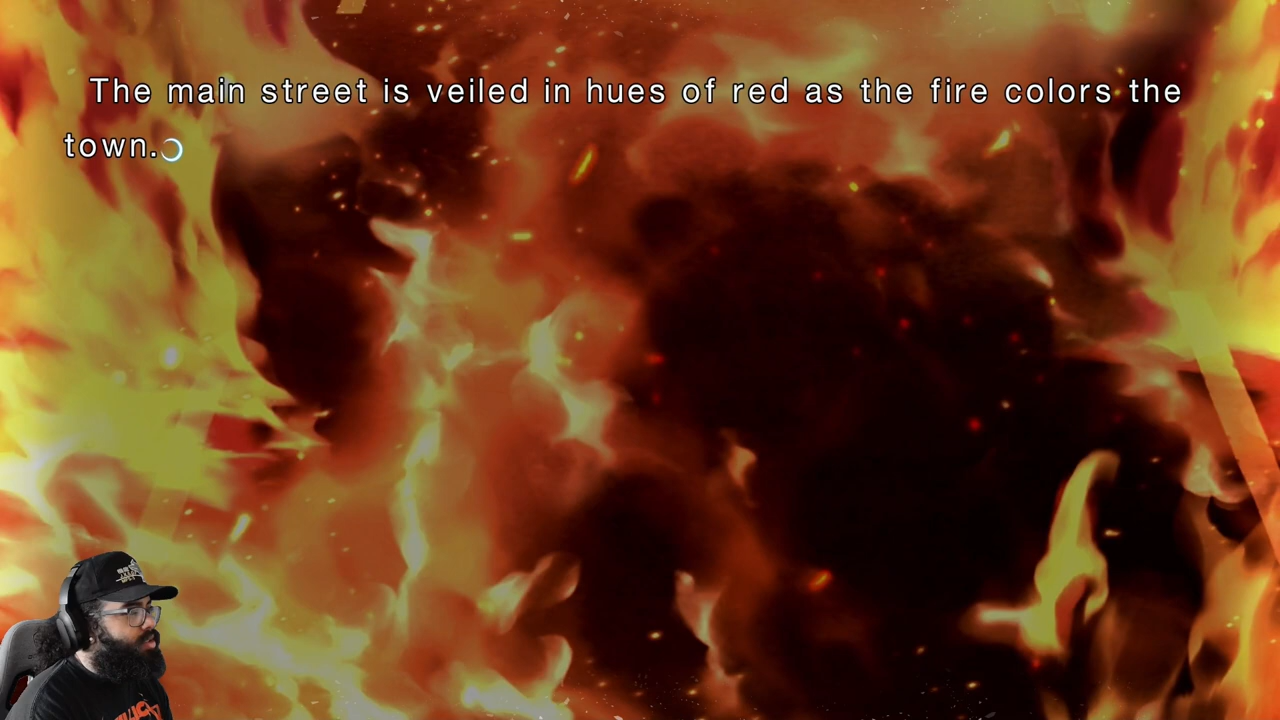 The main street is veiled in hues of red as the fire colors the
town.